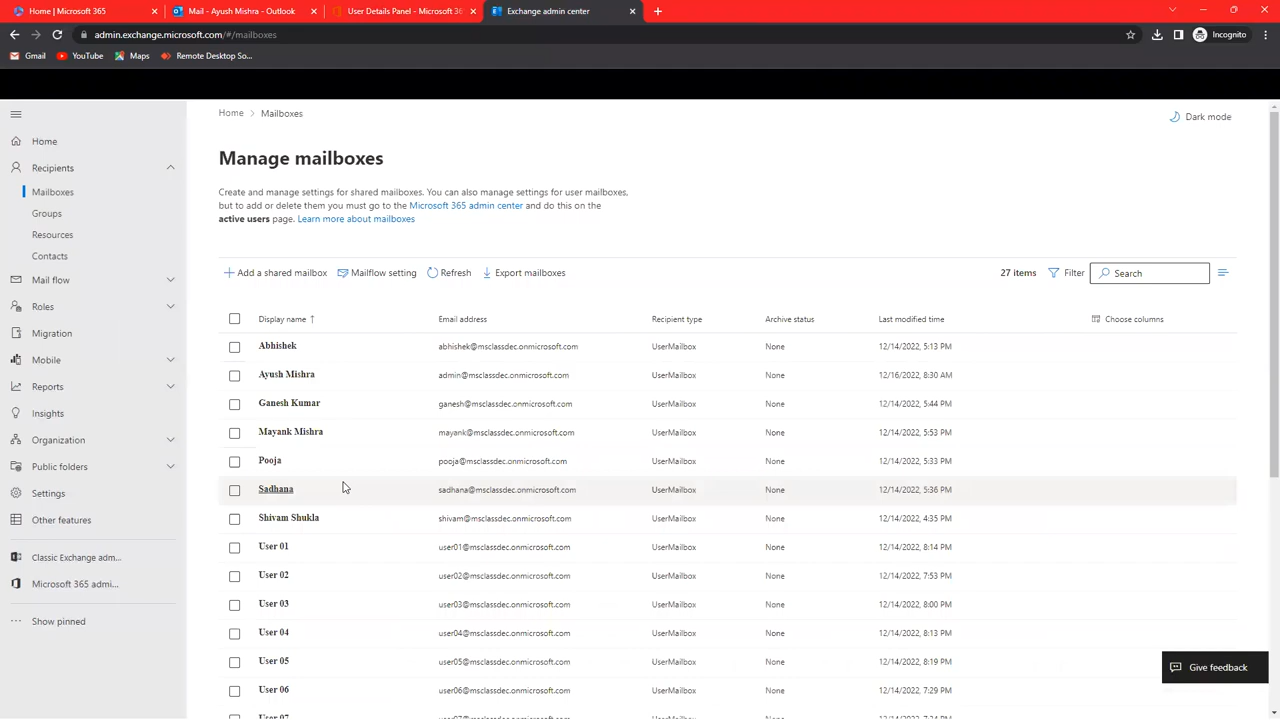 Home | Microsoft 365
Mail - Ayush Mishra - Outlook
User Details Panel - Microsoft 36
Exchange admin center
admin.exchange.microsoft.com/#/mailboxes
Incognito
Gmail
YouTube
Maps
Remote Desktop So...
Home
Recipients
Mailboxes
Groups
Resources
Contacts
Mail flow
Roles
Migration
Mobile
Reports
Insights
Organization
Public folders
Settings
Other features
Classic Exchange adm...
Microsoft 365 admi...
Show pinned
Home > Mailboxes
Dark mode
Manage mailboxes
Create and manage settings for shared mailboxes. You can also manage settings for user mailboxes,
but to add or delete them you must go to the Microsoft 365 admin center and do this on the
active users page. Learn more about mailboxes
Add a shared mailbox Mailflow setting Refresh Export mailboxes 27 items Filter Search
Display name ↑ Email address Recipient type Archive status Last modified time Choose columns
Abhishek abhishek@msclassdec.onmicrosoft.com UserMailbox None 12/14/2022, 5:13 PM
Ayush Mishra admin@msclassdec.onmicrosoft.com UserMailbox None 12/16/2022, 8:30 AM
Ganesh Kumar ganesh@msclassdec.onmicrosoft.com UserMailbox None 12/14/2022, 5:44 PM
Mayank Mishra mayank@msclassdec.onmicrosoft.com UserMailbox None 12/14/2022, 5:53 PM
Pooja pooja@msclassdec.onmicrosoft.com UserMailbox None 12/14/2022, 5:33 PM
Sadhana sadhana@msclassdec.onmicrosoft.com UserMailbox None 12/14/2022, 5:36 PM
Shivam Shukla shivam@msclassdec.onmicrosoft.com UserMailbox None 12/14/2022, 4:35 PM
User 01 user01@msclassdec.onmicrosoft.com UserMailbox None 12/14/2022, 8:14 PM
User 02 user02@msclassdec.onmicrosoft.com UserMailbox None 12/14/2022, 7:53 PM
User 03 user03@msclassdec.onmicrosoft.com UserMailbox None 12/14/2022, 8:00 PM
User 04 user04@msclassdec.onmicrosoft.com UserMailbox None 12/14/2022, 8:13 PM
User 05 user05@msclassdec.onmicrosoft.com UserMailbox None 12/14/2022, 8:19 PM
User 06 user06@msclassdec.onmicrosoft.com UserMailbox None 12/14/2022, 7:29 PM
Give feedback